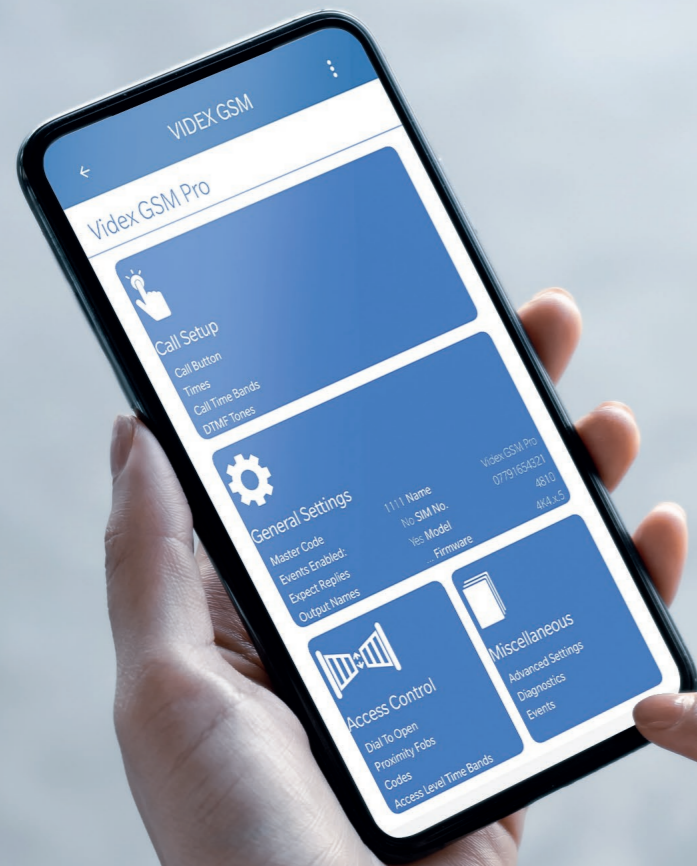 VIDEX GSM
Videx GSM Pro
Call Setup
Call Button
Times
Call Time Bands
DTMF Tones
General Settings
Master Code 1111 Name Videx GSM Pro
Events Enabled: No SIM No. 07791654321
Expect Replies Yes Model 4810
Output Names ... Firmware 4K4.x.5
Access Control
Dial To Open
Proximity Fobs
Codes
Access Level Time Bands
Miscellaneous
Advanced Settings
Diagnostics
Events